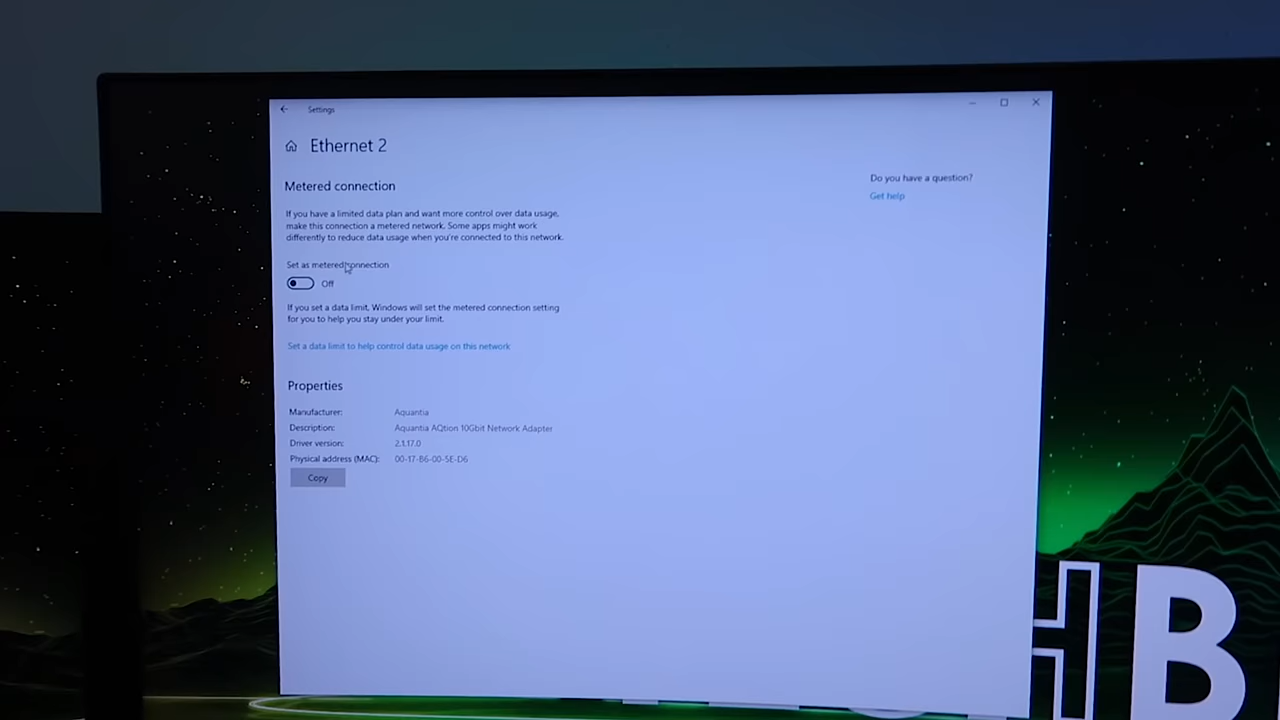 Settings
Ethernet 2
Metered connection
Do you have a question?
Get help
If you have a limited data plan and want more control over data usage,
make this connection a metered network. Some apps might work
differently to reduce data usage when you're connected to this network.
Set as metered connection
Off
If you set a data limit, Windows will set the metered connection setting
for you to help you stay under your limit.
Set a data limit to help control data usage on this network
Properties
Manufacturer: Aquantia
Description: Aquantia AQtion 10Gbit Network Adapter
Driver version: 2.1.17.0
Physical address (MAC): 00-17-B6-00-5E-D6
Copy
HB